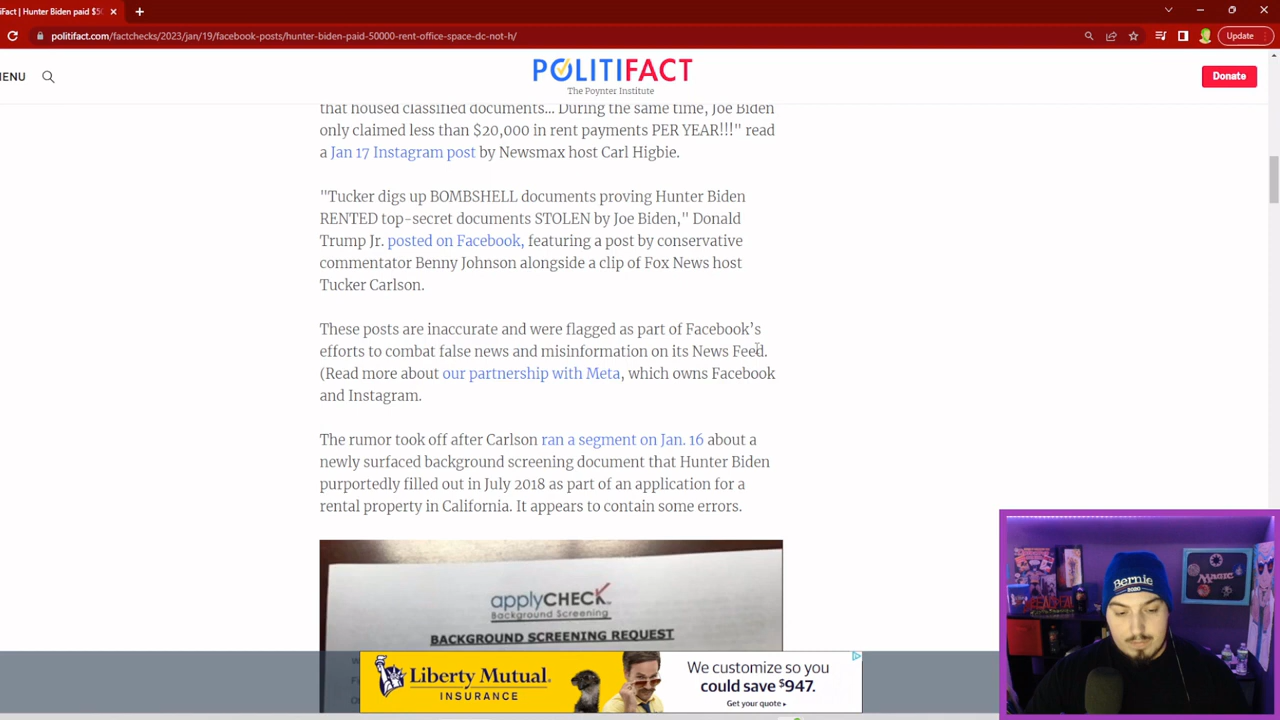 iFact | Hunter Biden paid $50
politifact.com/factchecks/2023/jan/19/facebook-posts/hunter-biden-paid-50000-rent-office-space-dc-not-h/
Update
ENU
POLITIFACT
The Poynter Institute
Donate
that housed classified documents… During the same time, Joe Biden
only claimed less than $20,000 in rent payments PER YEAR!!!" read
a Jan 17 Instagram post by Newsmax host Carl Higbie.
"Tucker digs up BOMBSHELL documents proving Hunter Biden
RENTED top-secret documents STOLEN by Joe Biden," Donald
Trump Jr. posted on Facebook, featuring a post by conservative
commentator Benny Johnson alongside a clip of Fox News host
Tucker Carlson.
These posts are inaccurate and were flagged as part of Facebook’s
efforts to combat false news and misinformation on its News Feed.
(Read more about our partnership with Meta, which owns Facebook
and Instagram.
The rumor took off after Carlson ran a segment on Jan. 16 about a
newly surfaced background screening document that Hunter Biden
purportedly filled out in July 2018 as part of an application for a
rental property in California. It appears to contain some errors.
applyCHECK
Background Screening
BACKGROUND SCREENING REQUEST
Liberty Mutual.
INSURANCE
We customize so you
could save $947.
Get your quote
Bernie
2020
Magic